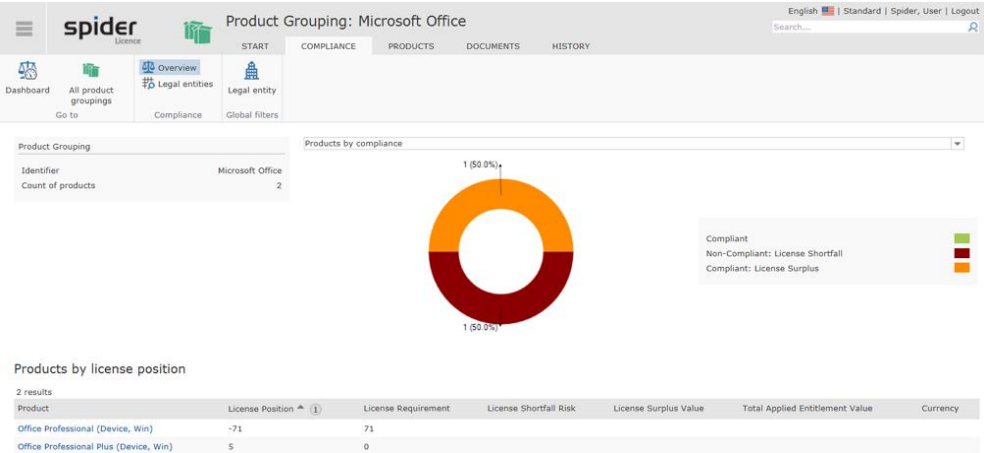 English | Standard | Spider, User | Logout
spider
Licence
Product Grouping: Microsoft Office
Search...
START COMPLIANCE PRODUCTS DOCUMENTS HISTORY
Dashboard
All product
groupings
Go to
Overview
Legal entities
Compliance
Legal entity
Global filters
Product Grouping
Identifier Microsoft Office
Count of products 2
Products by compliance
1 (50.0%)
1 (50.0%)
Compliant
Non-Compliant: License Shortfall
Compliant: License Surplus
Products by license position
2 results
Product License Position 1 License Requirement License Shortfall Risk License Surplus Value Total Applied Entitlement Value Currency
Office Professional (Device, Win) -71 71
Office Professional Plus (Device, Win) 5 0